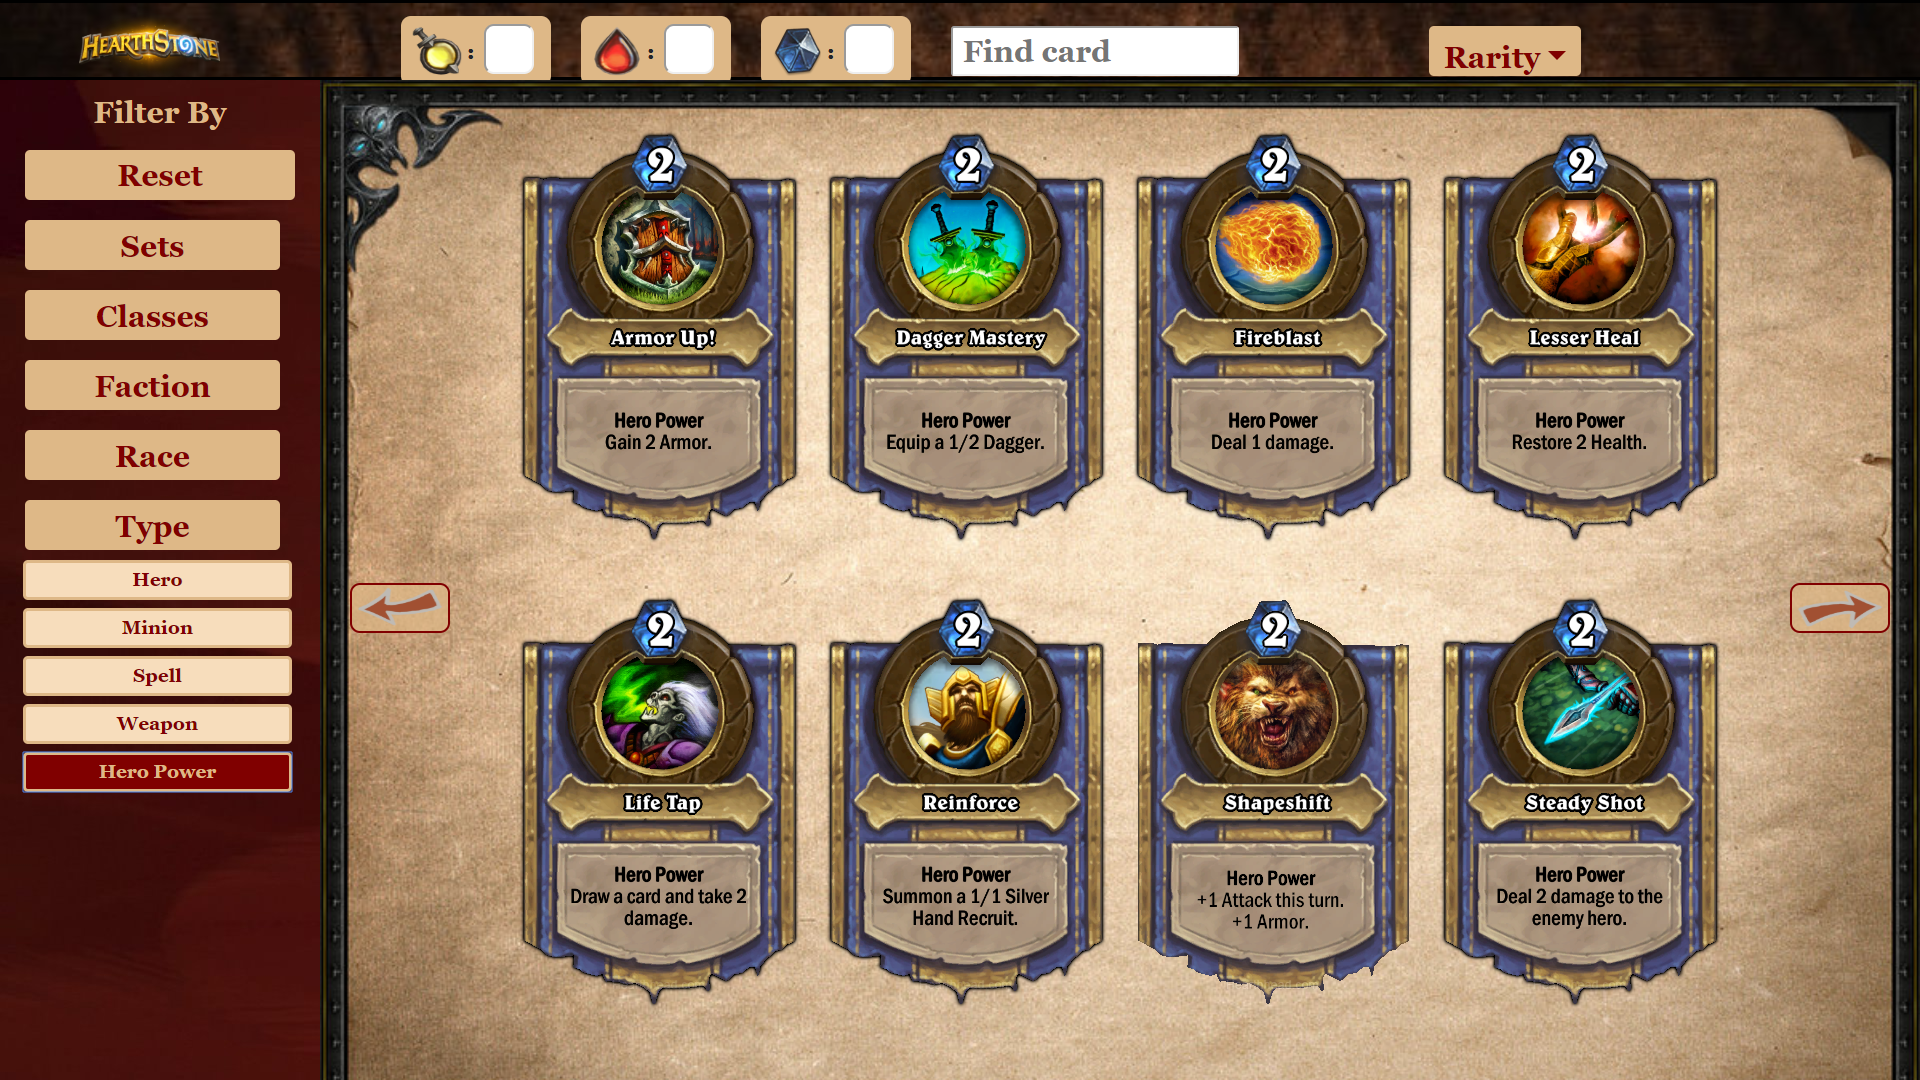 HEARTHSTONE
:
:
:
Find card
Rarity
Filter By
Reset
Sets
Classes
Faction
Race
Type
Hero
Minion
Spell
Weapon
Hero Power
2
Armor Up!
Hero Power
Gain 2 Armor.
2
Dagger Mastery
Hero Power
Equip a 1/2 Dagger.
2
Fireblast
Hero Power
Deal 1 damage.
2
Lesser Heal
Hero Power
Restore 2 Health.
2
Life Tap
Hero Power
Draw a card and take 2
damage.
2
Reinforce
Hero Power
Summon a 1/1 Silver
Hand Recruit.
2
Shapeshift
Hero Power
+1 Attack this turn.
+1 Armor.
2
Steady Shot
Hero Power
Deal 2 damage to the
enemy hero.